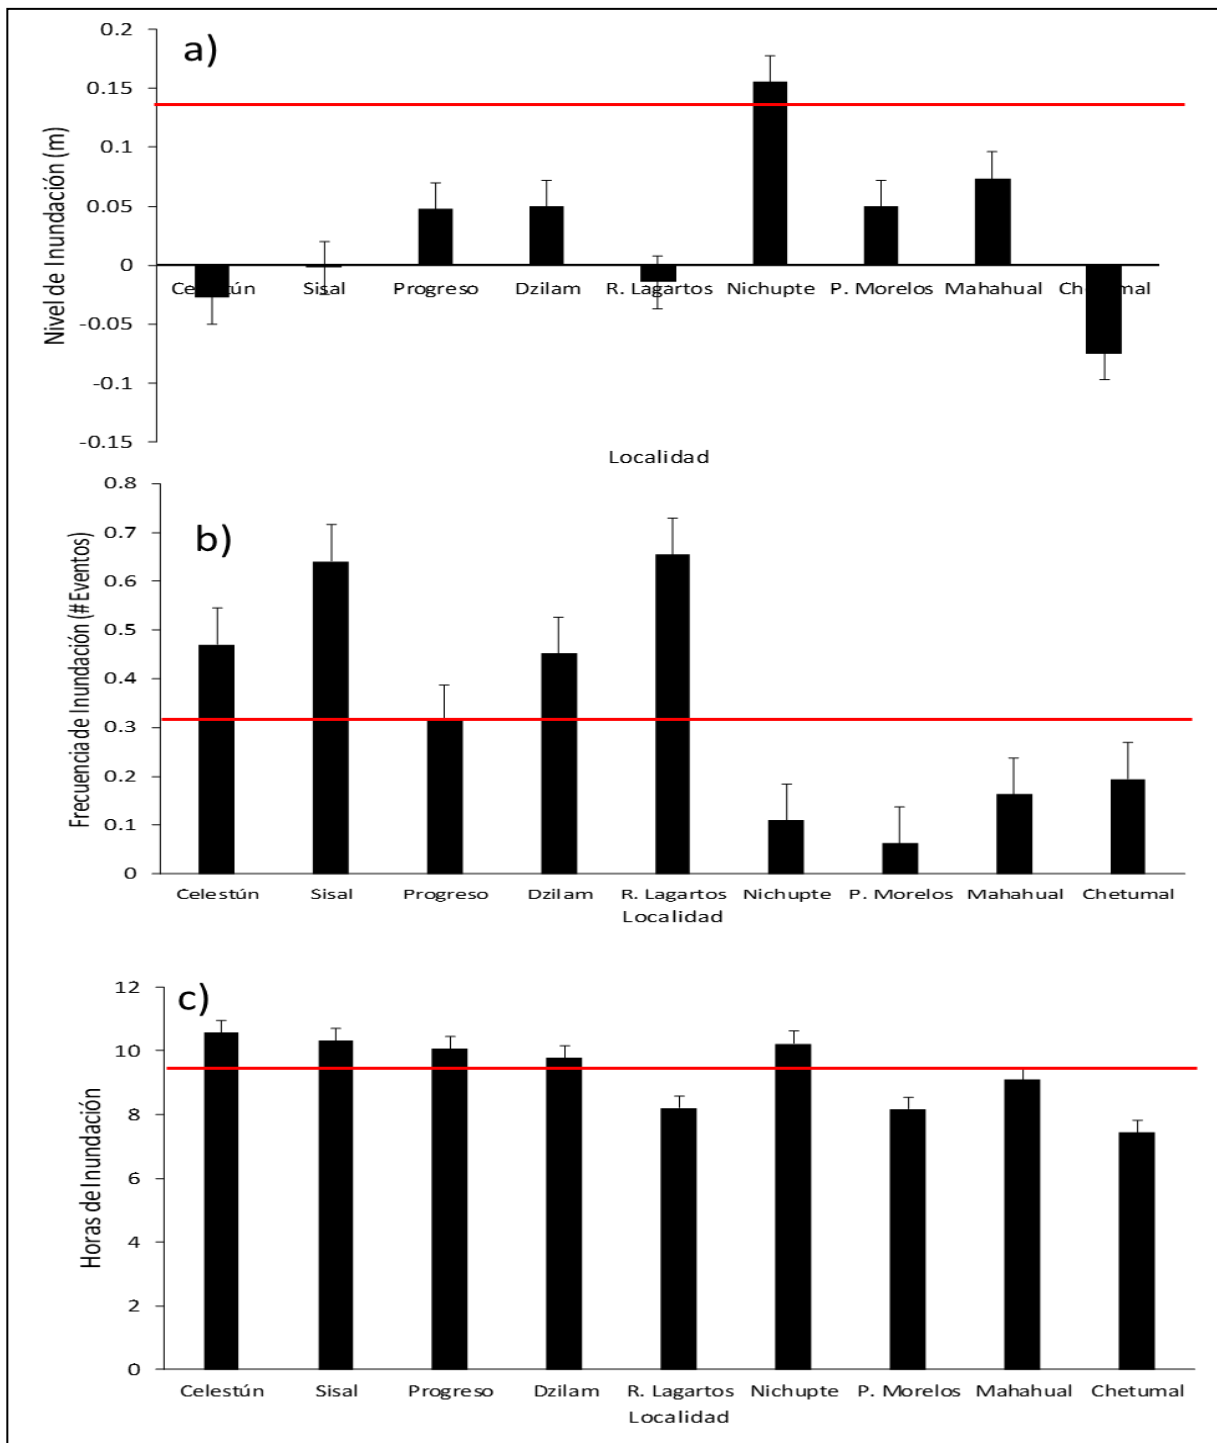 a)
Nivel de Inundación (m)
0.2
0.15
0.1
0.05
0
-0.05
-0.1
-0.15
Celestún Sisal Progreso Dzilam R. Lagartos Nichupte P. Morelos Mahahual Chetumal
Localidad
b)
Frecuencia de Inundación (# Eventos)
0.8
0.7
0.6
0.5
0.4
0.3
0.2
0.1
0
Celestún Sisal Progreso Dzilam R. Lagartos Nichupte P. Morelos Mahahual Chetumal
Localidad
c)
Horas de Inundación
12
10
8
6
4
2
0
Celestún Sisal Progreso Dzilam R. Lagartos Nichupte P. Morelos Mahahual Chetumal
Localidad